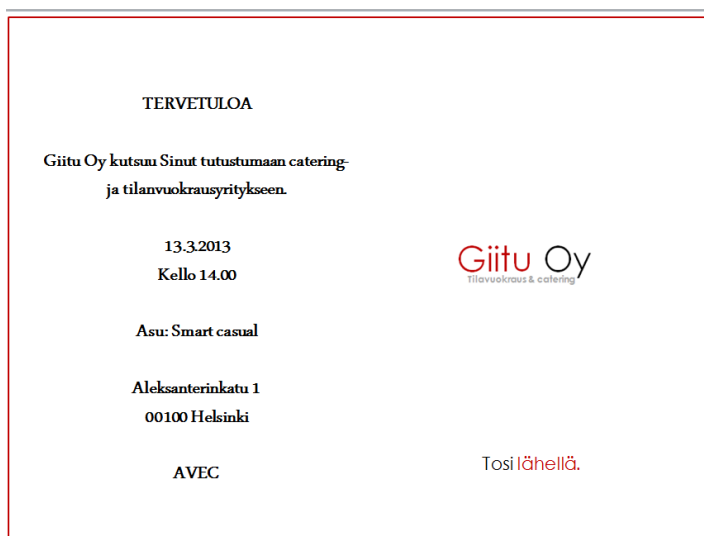 TERVETULOA
Giitu Oy kutsuu Sinut tutustumaan catering-
ja tilanvuokrausyritykseen.
13.3.2013
Kello 14.00
Asu: Smart casual
Aleksanterinkatu 1
00100 Helsinki
AVEC
Giitu Oy
Tilavuokraus & catering
Tosi lähellä.